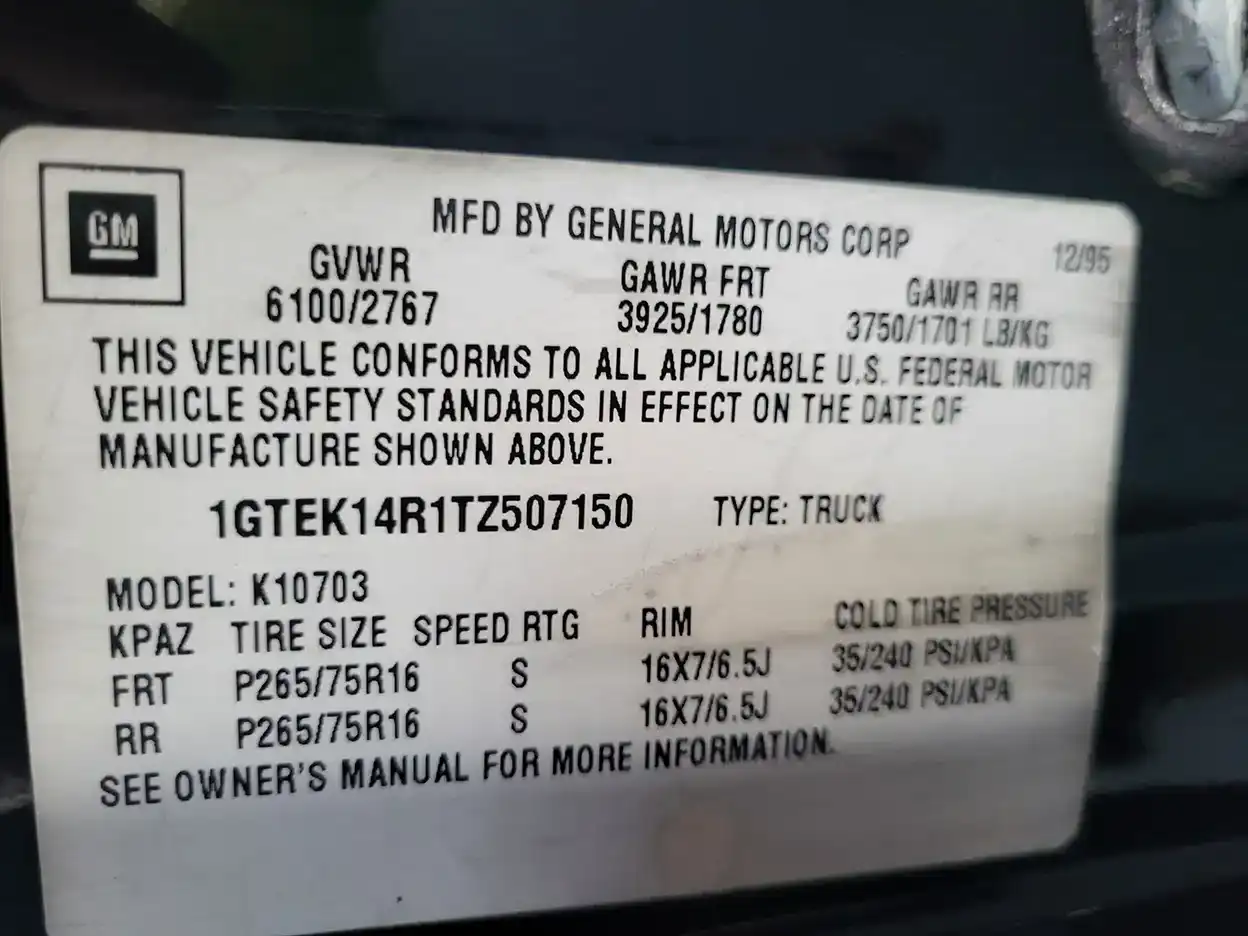 GM
MFD BY GENERAL MOTORS CORP
12/95
GVWR GAWR FRT GAWR RR
6100/2767 3925/1780 3750/1701 LB/KG
THIS VEHICLE CONFORMS TO ALL APPLICABLE U.S. FEDERAL MOTOR
VEHICLE SAFETY STANDARDS IN EFFECT ON THE DATE OF
MANUFACTURE SHOWN ABOVE.
1GTEK14R1TZ507150 TYPE: TRUCK
MODEL: K10703
KPAZ TIRE SIZE SPEED RTG RIM COLD TIRE PRESSURE
FRT P265/75R16 S 16X7/6.5J 35/240 PSI/KPA
RR P265/75R16 S 16X7/6.5J 35/240 PSI/KPA
SEE OWNER'S MANUAL FOR MORE INFORMATION.